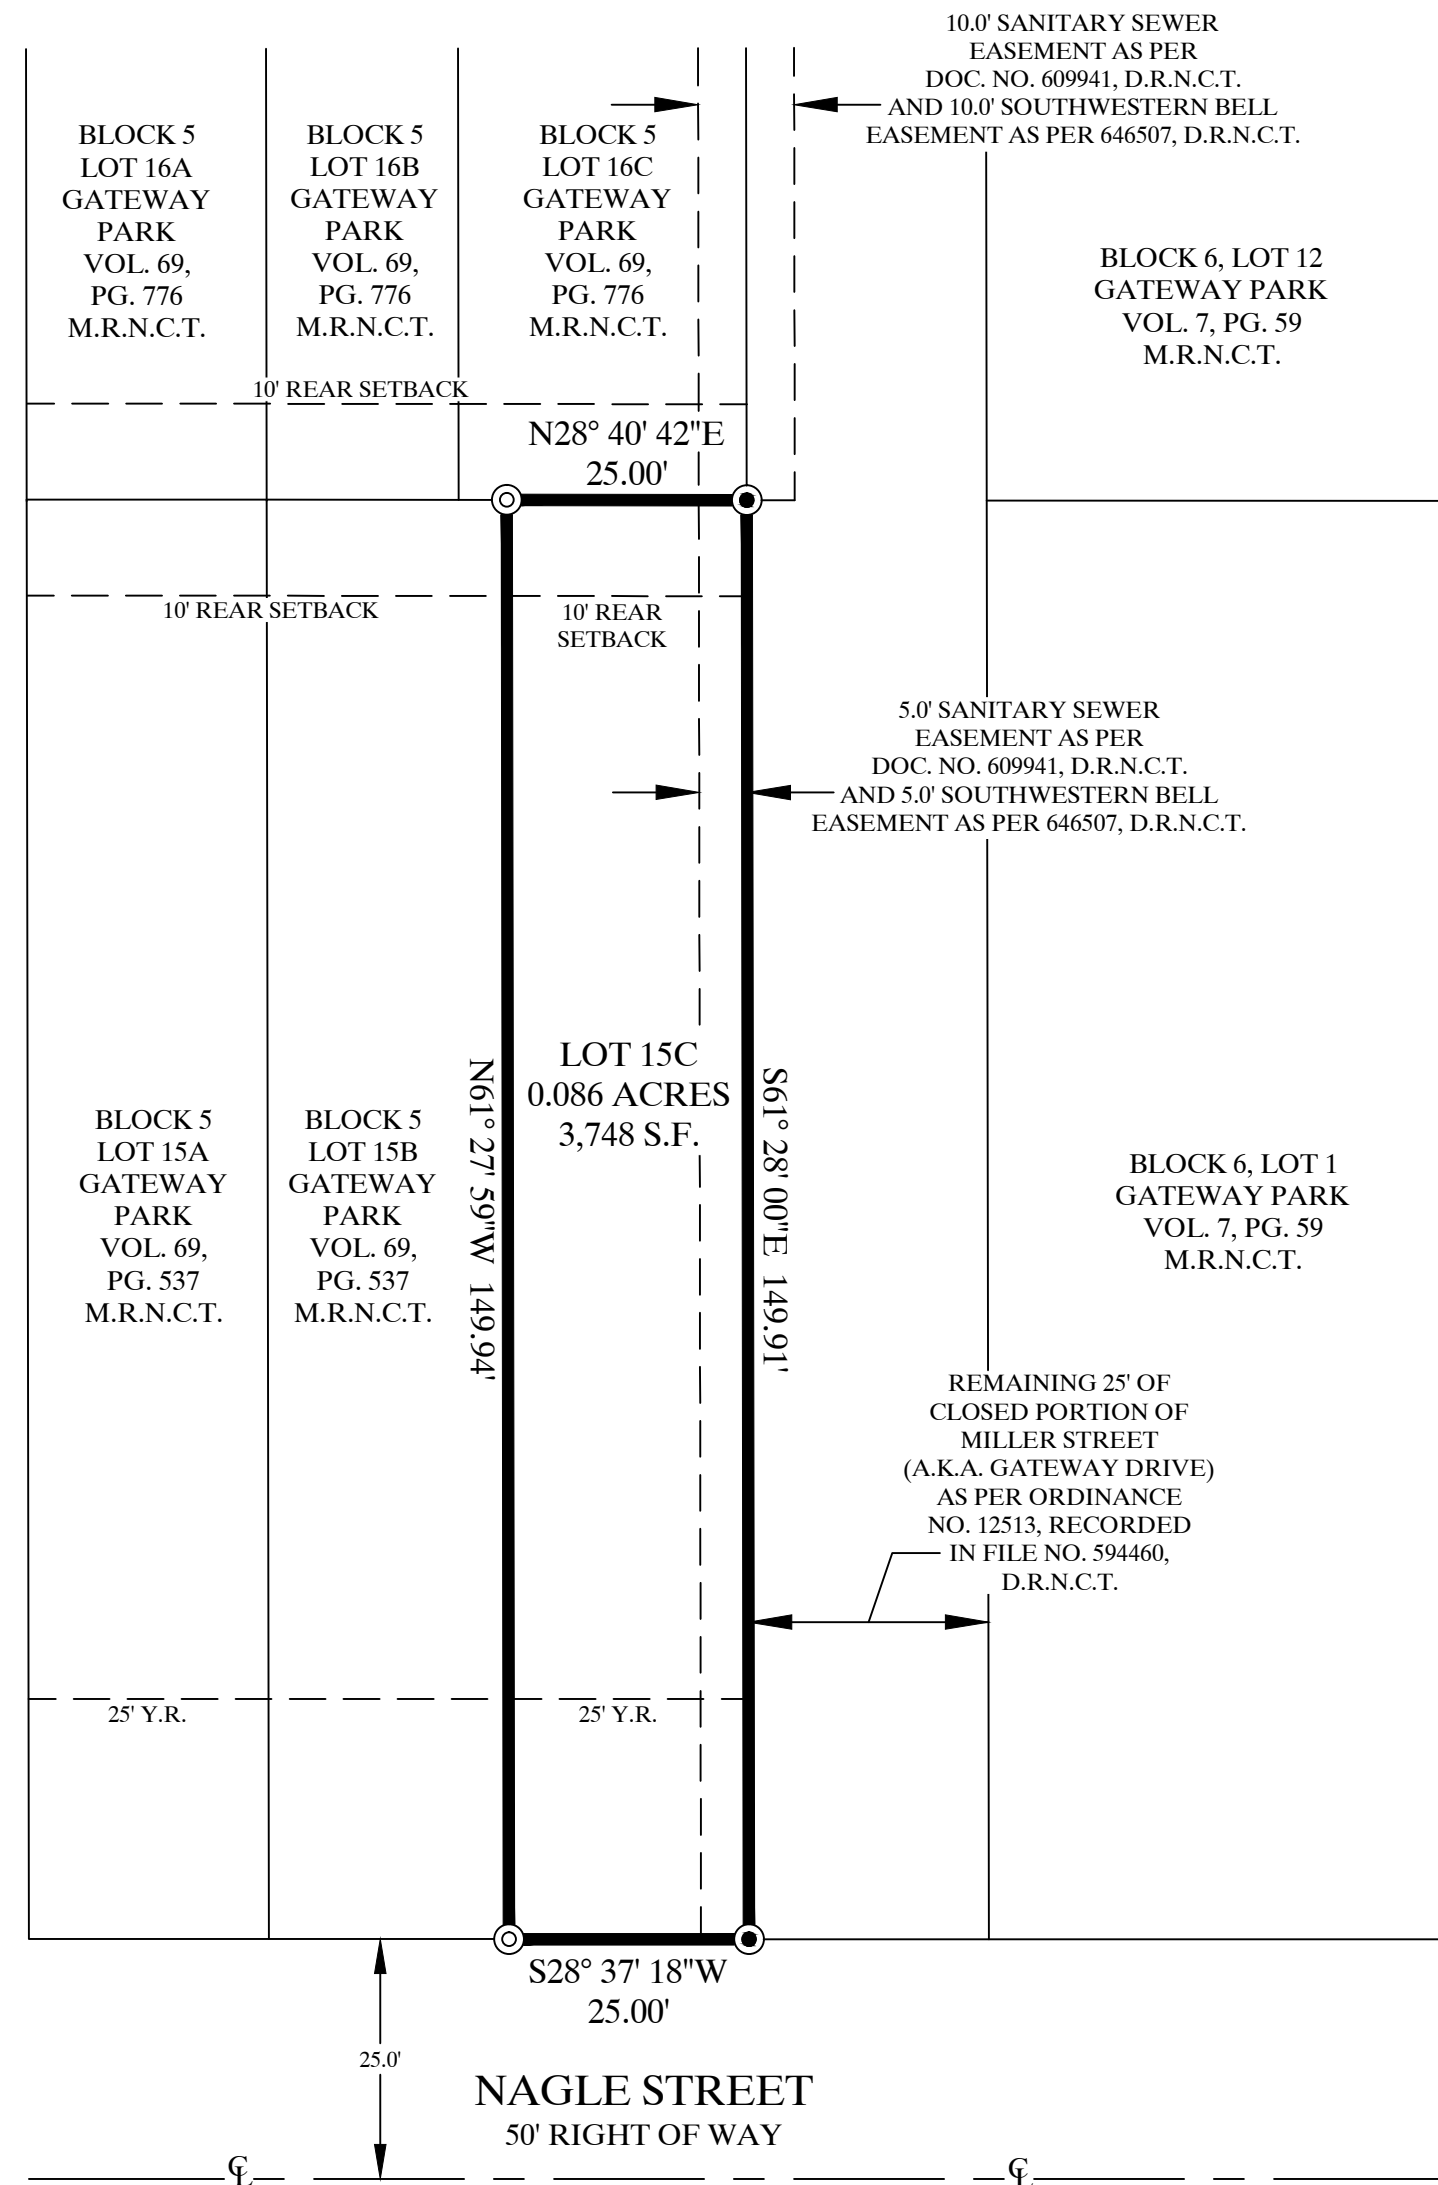 10.0' SANITARY SEWER
EASEMENT AS PER
DOC. NO. 609941, D.R.N.C.T.
AND 10.0' SOUTHWESTERN BELL
EASEMENT AS PER 646507, D.R.N.C.T.
BLOCK 5
LOT 16A
GATEWAY
PARK
VOL. 69,
PG. 776
M.R.N.C.T.
BLOCK 5
LOT 16B
GATEWAY
PARK
VOL. 69,
PG. 776
M.R.N.C.T.
BLOCK 5
LOT 16C
GATEWAY
PARK
VOL. 69,
PG. 776
M.R.N.C.T.
BLOCK 6, LOT 12
GATEWAY PARK
VOL. 7, PG. 59
M.R.N.C.T.
10' REAR SETBACK
N28° 40' 42"E
25.00'
10' REAR SETBACK
10' REAR
SETBACK
5.0' SANITARY SEWER
EASEMENT AS PER
DOC. NO. 609941, D.R.N.C.T.
AND 5.0' SOUTHWESTERN BELL
EASEMENT AS PER 646507, D.R.N.C.T.
BLOCK 5
LOT 15A
GATEWAY
PARK
VOL. 69,
PG. 537
M.R.N.C.T.
BLOCK 5
LOT 15B
GATEWAY
PARK
VOL. 69,
PG. 537
M.R.N.C.T.
N61° 27' 59"W 149.94'
LOT 15C
0.086 ACRES
3,748 S.F.
S61° 28' 00"E 149.91'
BLOCK 6, LOT 1
GATEWAY PARK
VOL. 7, PG. 59
M.R.N.C.T.
REMAINING 25' OF
CLOSED PORTION OF
MILLER STREET
(A.K.A. GATEWAY DRIVE)
AS PER ORDINANCE
NO. 12513, RECORDED
IN FILE NO. 594460,
D.R.N.C.T.
25' Y.R.
25' Y.R.
S28° 37' 18"W
25.00'
25.0'
NAGLE STREET
50' RIGHT OF WAY
℄
℄